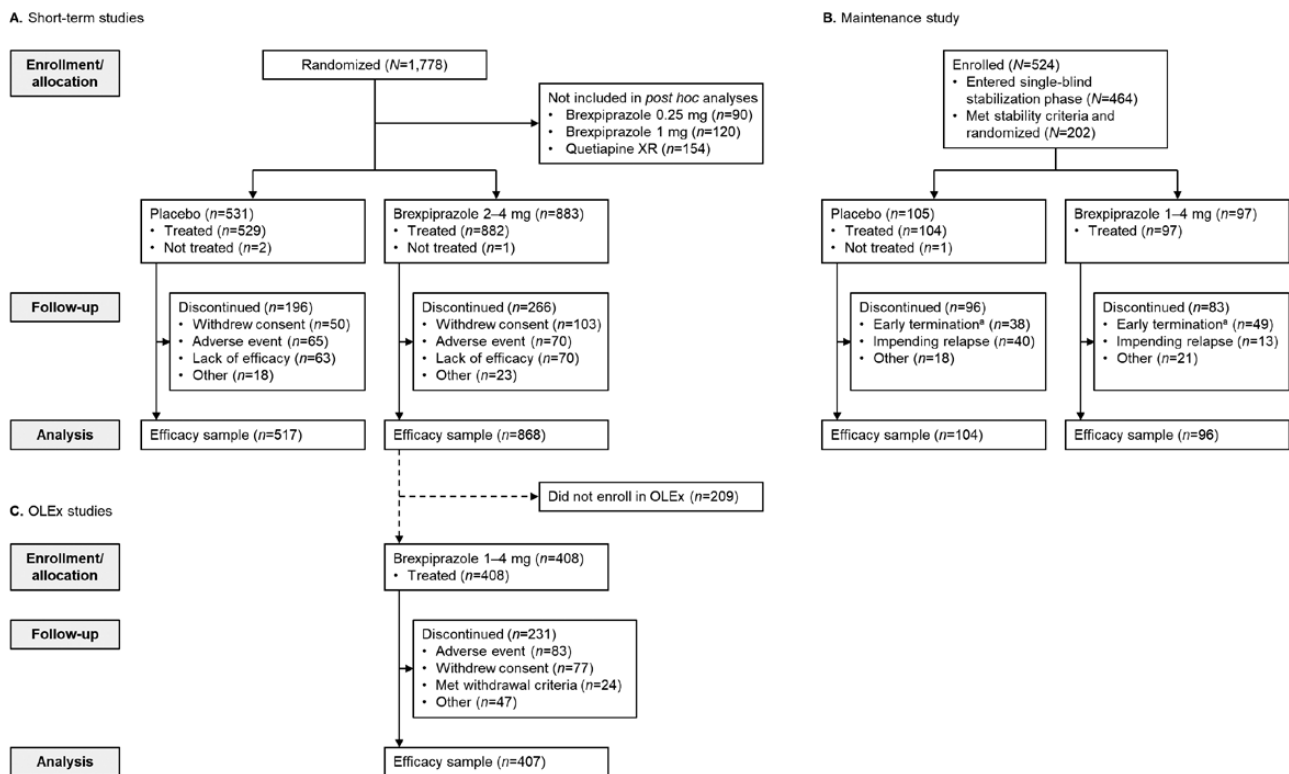 A. Short-term studies
Enrollment/
allocation
Randomized (N=1,778)
Not included in post hoc analyses
• Brexpiprazole 0.25 mg (n=90)
• Brexpiprazole 1 mg (n=120)
• Quetiapine XR (n=154)
Placebo (n=531)
• Treated (n=529)
• Not treated (n=2)
Brexpiprazole 2–4 mg (n=883)
• Treated (n=882)
• Not treated (n=1)
Follow-up
Discontinued (n=196)
• Withdrew consent (n=50)
• Adverse event (n=65)
• Lack of efficacy (n=63)
• Other (n=18)
Discontinued (n=266)
• Withdrew consent (n=103)
• Adverse event (n=70)
• Lack of efficacy (n=70)
• Other (n=23)
Analysis
Efficacy sample (n=517)
Efficacy sample (n=868)
Did not enroll in OLEx (n=209)
B. Maintenance study
Enrolled (N=524)
• Entered single-blind
stabilization phase (N=464)
• Met stability criteria and
randomized (N=202)
Placebo (n=105)
• Treated (n=104)
• Not treated (n=1)
Brexpiprazole 1–4 mg (n=97)
• Treated (n=97)
Discontinued (n=96)
• Early terminationª (n=38)
• Impending relapse (n=40)
• Other (n=18)
Discontinued (n=83)
• Early terminationª (n=49)
• Impending relapse (n=13)
• Other (n=21)
Efficacy sample (n=104)
Efficacy sample (n=96)
C. OLEx studies
Enrollment/
allocation
Brexpiprazole 1–4 mg (n=408)
• Treated (n=408)
Follow-up
Discontinued (n=231)
• Adverse event (n=83)
• Withdrew consent (n=77)
• Met withdrawal criteria (n=24)
• Other (n=47)
Analysis
Efficacy sample (n=407)